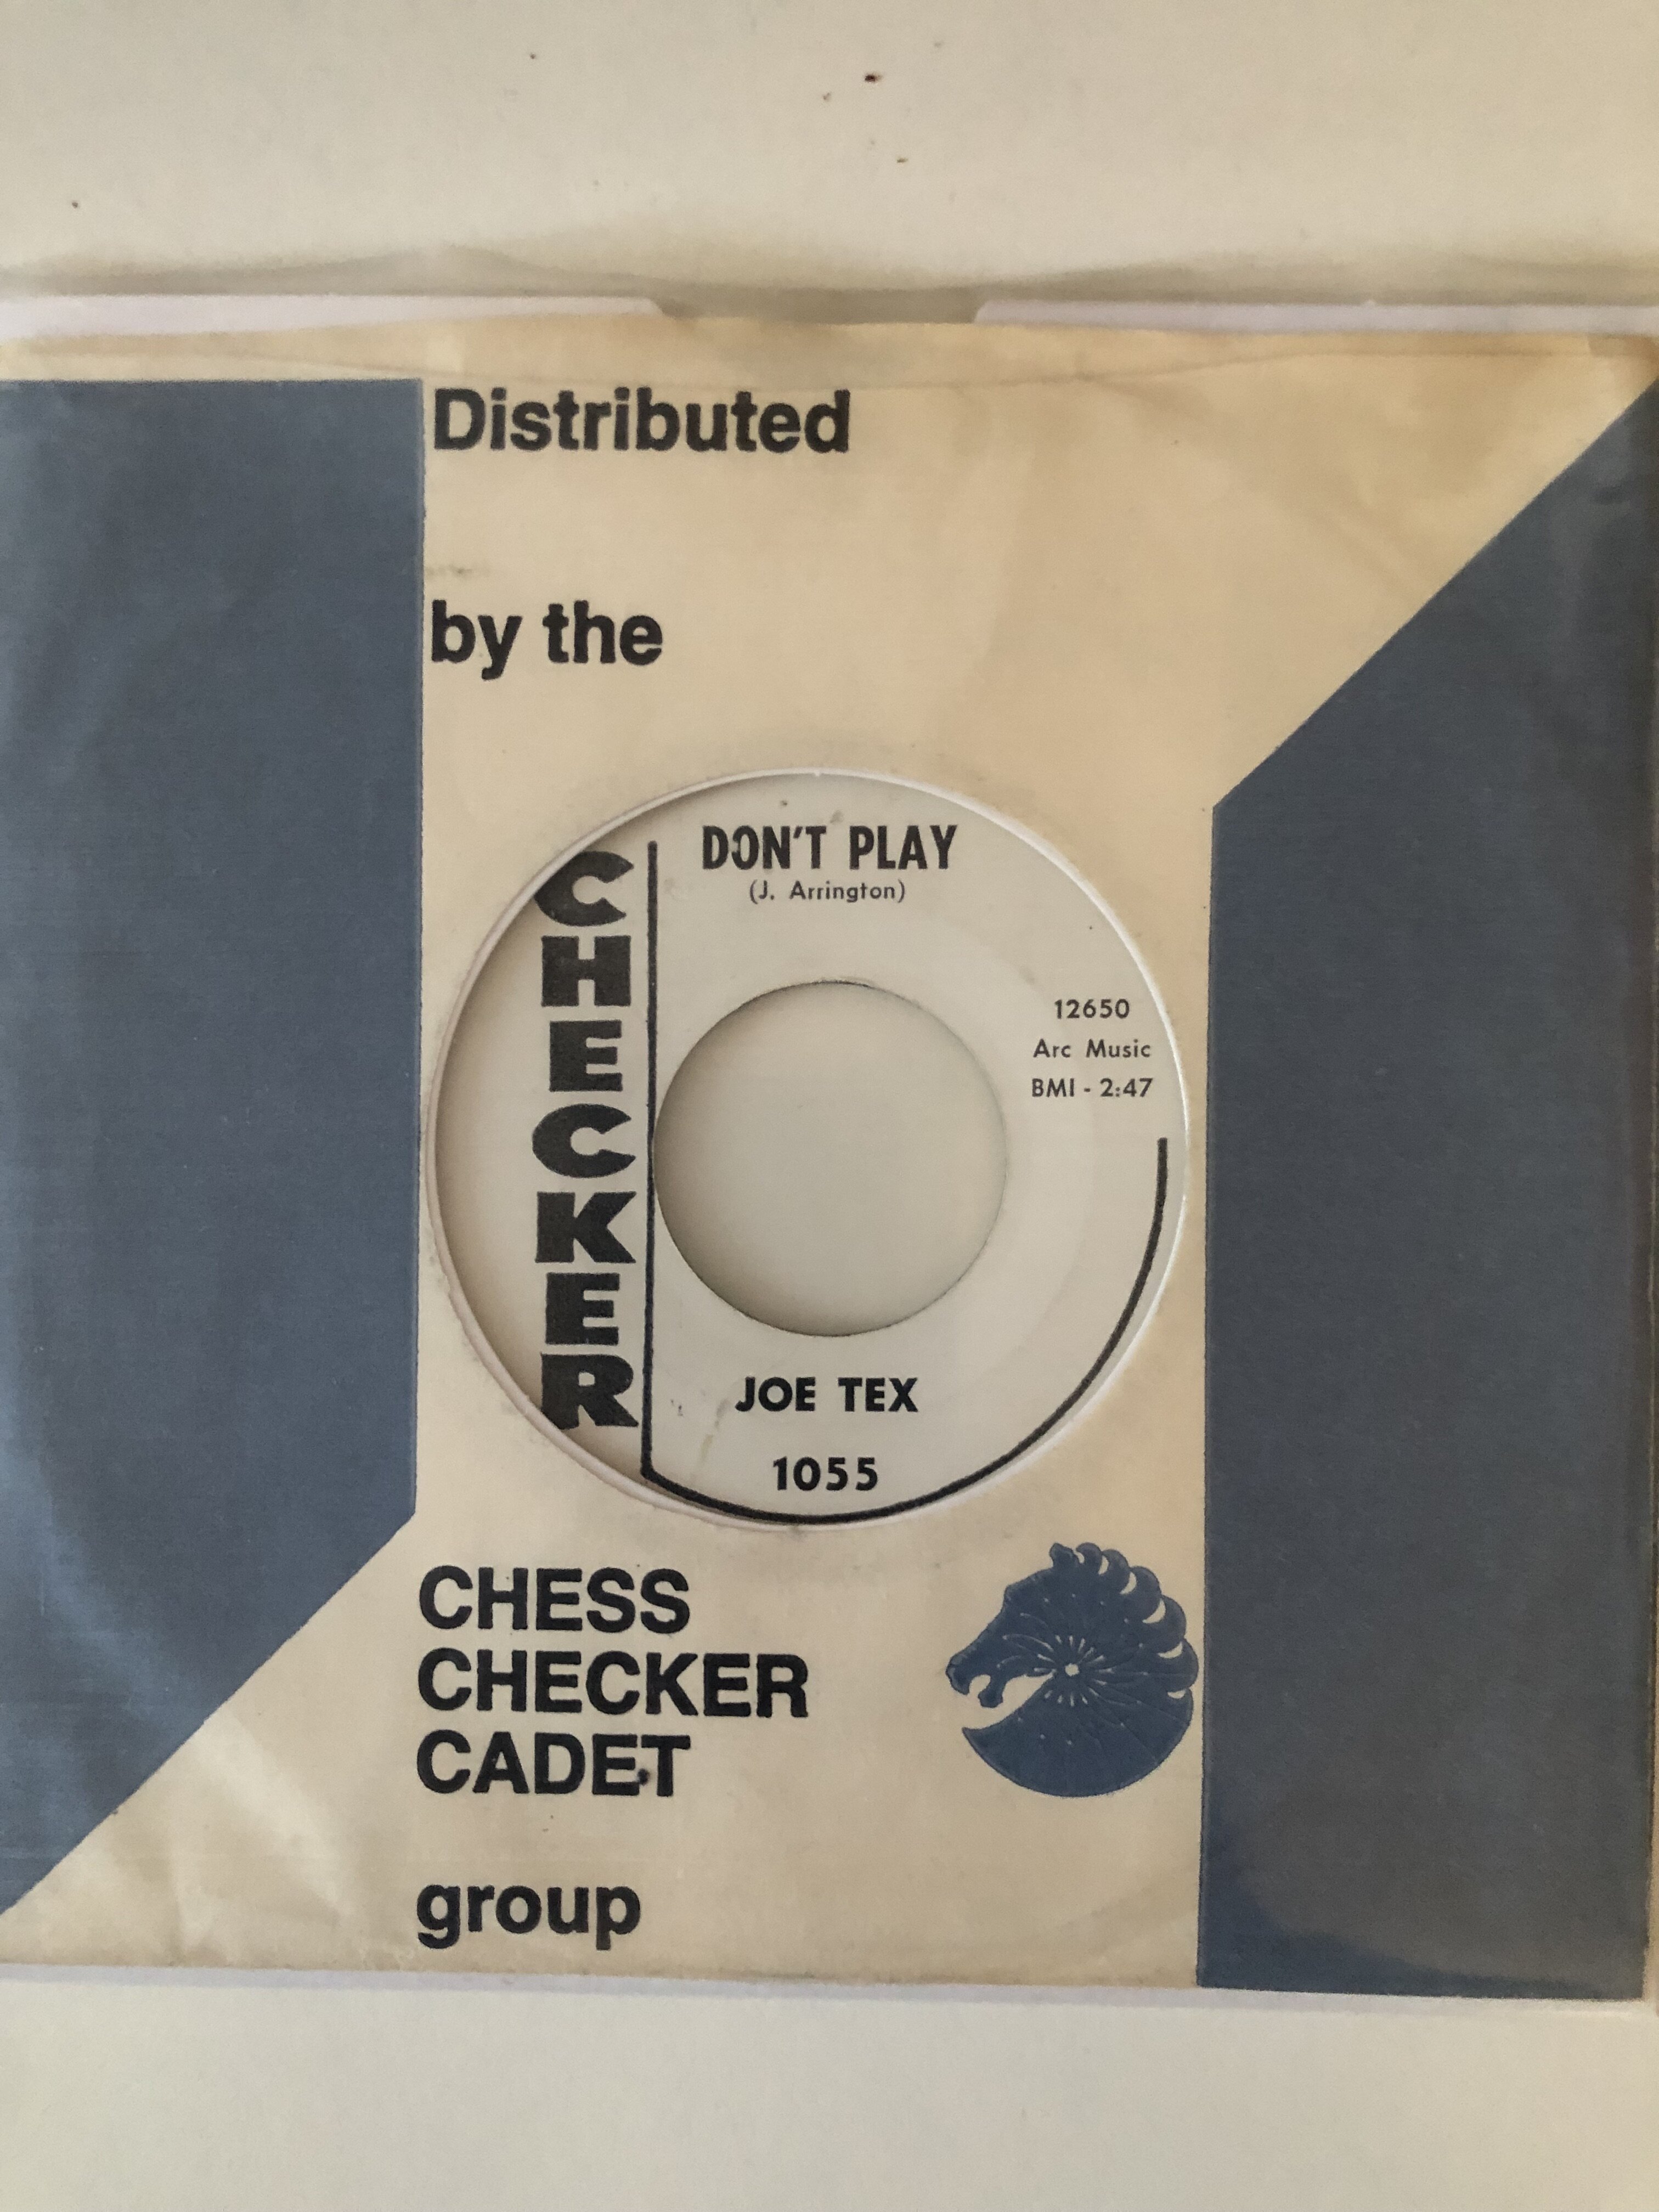 Distributed
by the
CHECKER
DON'T PLAY
(J. Arrington)
12650
Arc Music
BMI - 2:47
JOE TEX
1055
CHESS
CHECKER
CADET
group